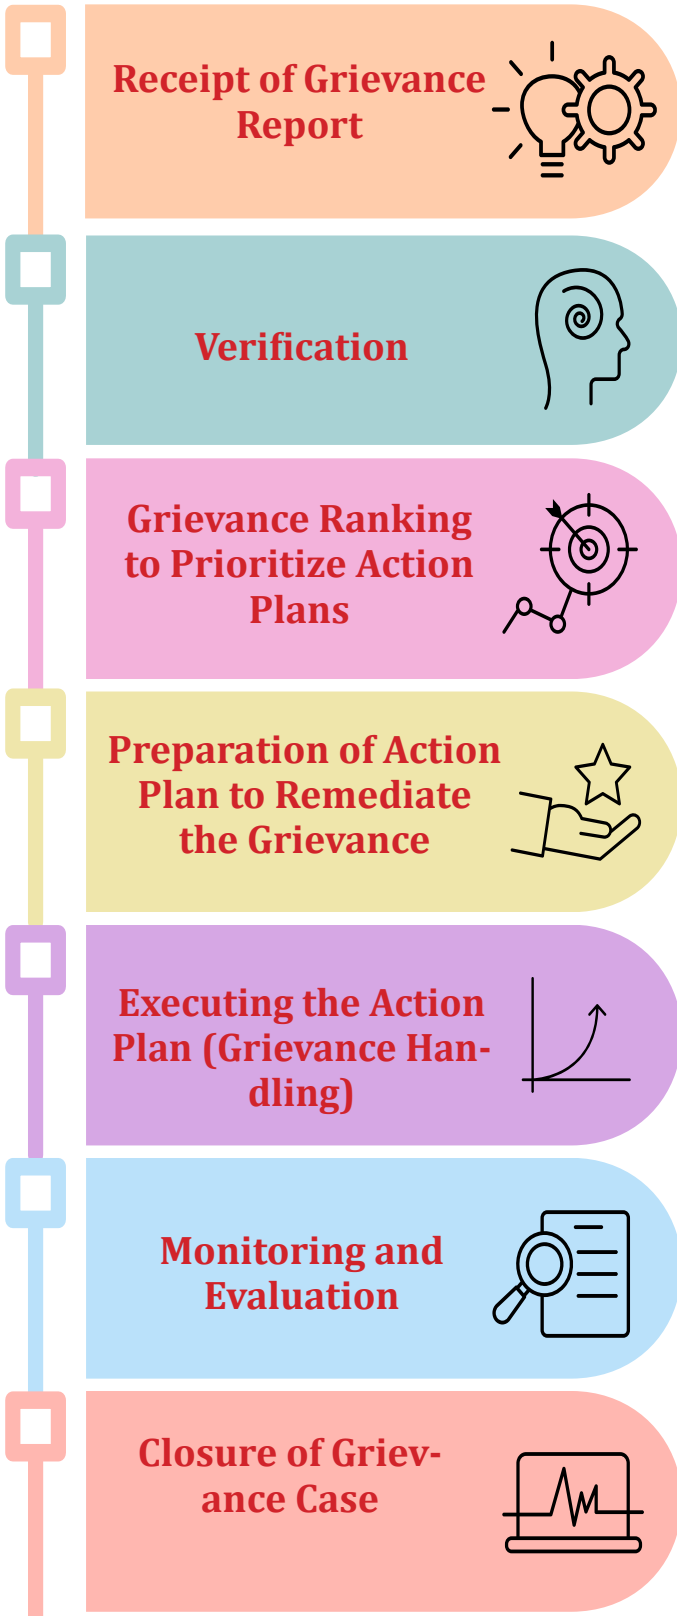 Receipt of Grievance
Report
Verification
Grievance Ranking
to Prioritize Action
Plans
Preparation of Action
Plan to Remediate
the Grievance
Executing the Action
Plan (Grievance Han-
dling)
Monitoring and
Evaluation
Closure of Griev-
ance Case